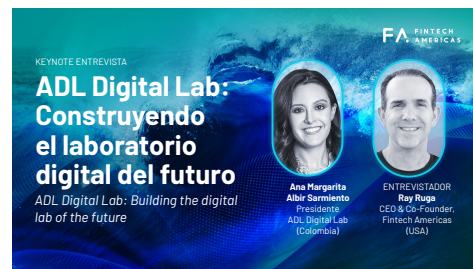 FA FINTECH
AMERICAS
KEYNOTE ENTREVISTA
ADL Digital Lab:
Construyendo
el laboratorio
digital del futuro
ADL Digital Lab: Building the digital
lab of the future
Ana Margarita
Albir Sarmiento
Presidente
ADL Digital Lab
(Colombia)
ENTREVISTADOR
Ray Ruga
CEO & Co-Founder,
Fintech Americas
(USA)